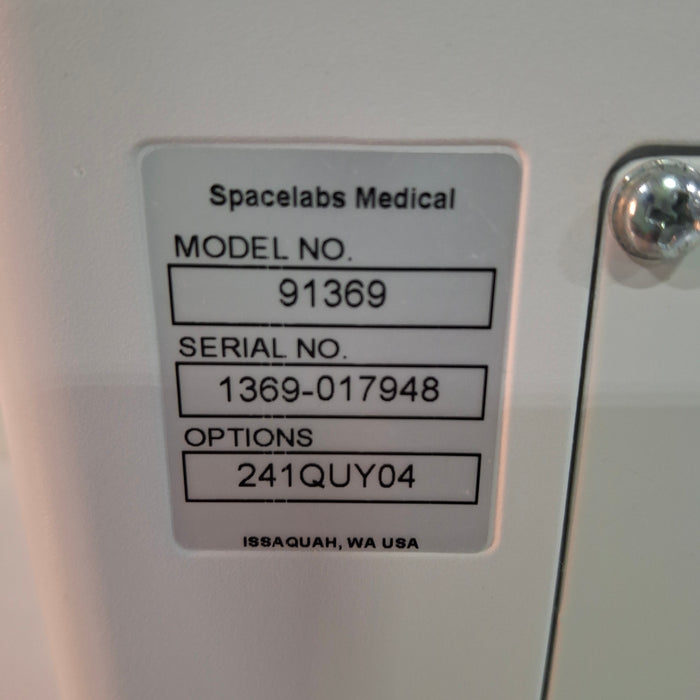 Spacelabs Medical
MODEL NO.
91369
SERIAL NO.
1369-017948
OPTIONS
241QUY04
ISSAQUAH, WA USA